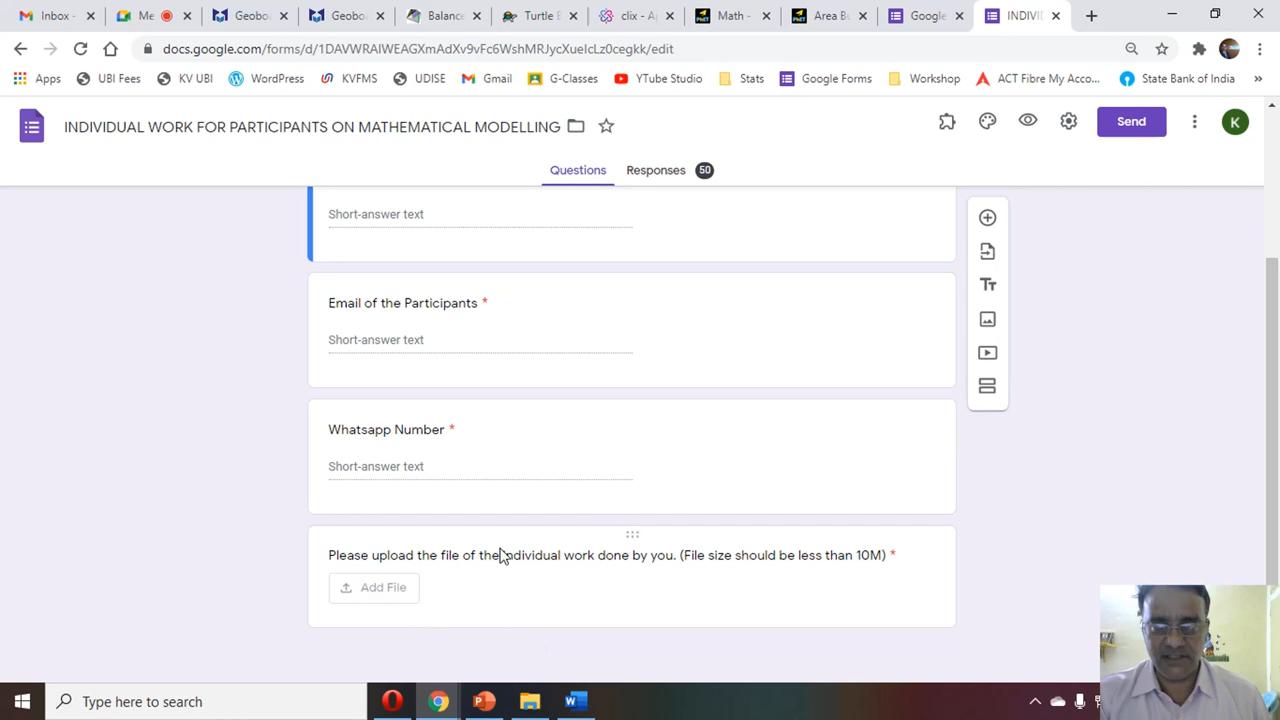 Inbox -
Me
Geobo
Geobo
Balance
Turtle B
clix - A
Math -
Area Bu
Google
INDIVI
docs.google.com/forms/d/1DAVWRAIWEAGXmAdXv9vFc6WshMRJycXueIcLz0cegkk/edit
Apps
UBI Fees
KV UBI
WordPress
KVFMS
UDISE
Gmail
G-Classes
YTube Studio
Stats
Google Forms
Workshop
ACT Fibre My Acco...
State Bank of India
»
INDIVIDUAL WORK FOR PARTICIPANTS ON MATHEMATICAL MODELLING
Send
K
Questions
Responses 50
Short-answer text
Email of the Participants *
Short-answer text
Whatsapp Number *
Short-answer text
Please upload the file of the individual work done by you. (File size should be less than 10M) *
Add File
Tт
Type here to search